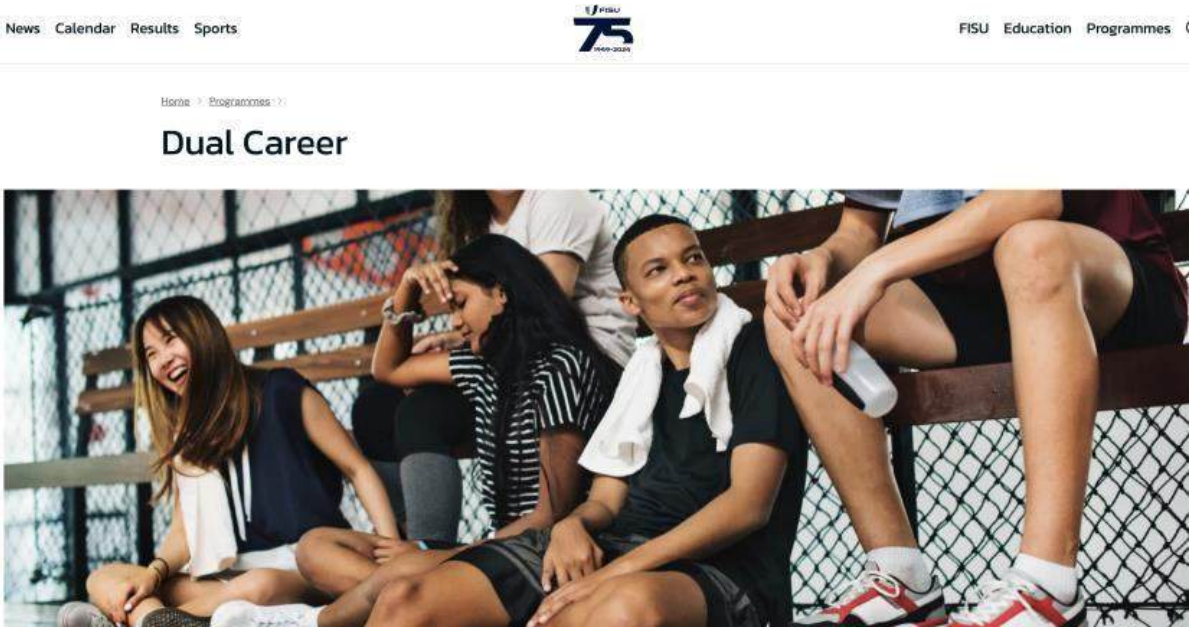 News Calendar Results Sports
FISU
75
1949-2024
FISU Education Programmes
Home > Programmes >
Dual Career